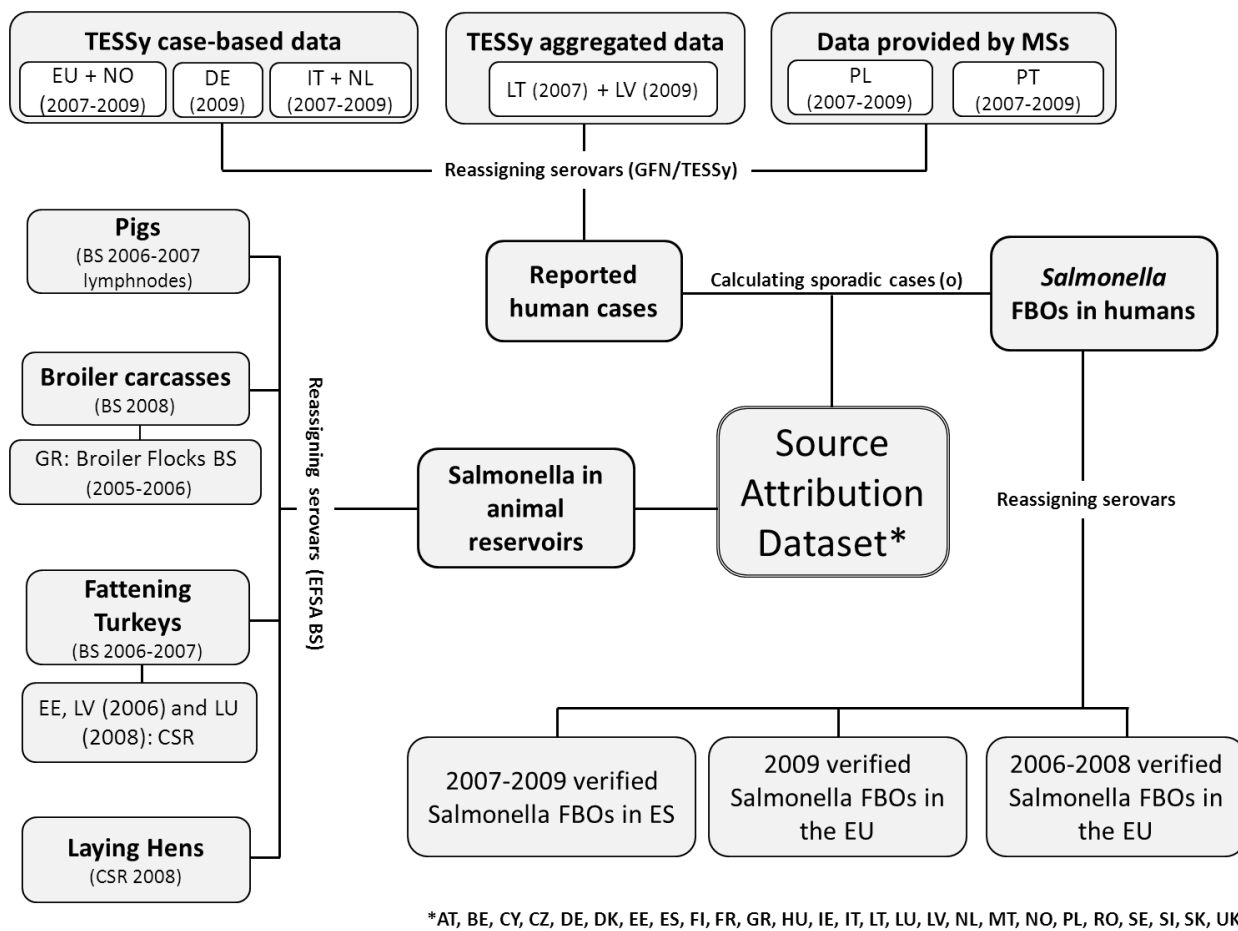 TESSy case-based data
EU + NO
(2007-2009)
DE
(2009)
IT + NL
(2007-2009)
TESSy aggregated data
LT (2007) + LV (2009)
Data provided by MSs
PL
(2007-2009)
PT
(2007-2009)
Reassigning serovars (GFN/TESSy)
Pigs
(BS 2006-2007
lymphnodes)
Broiler carcasses
(BS 2008)
GR: Broiler Flocks BS
(2005-2006)
Fattening
Turkeys
(BS 2006-2007)
EE, LV (2006) and LU
(2008): CSR
Laying Hens
(CSR 2008)
Reassigning serovars (EFSA BS)
Reported
human cases
Calculating sporadic cases (o)
Salmonella
FBOs in humans
Salmonella in
animal
reservoirs
Source
Attribution
Dataset*
Reassigning serovars
2007-2009 verified
Salmonella FBOs in ES
2009 verified
Salmonella FBOs in
the EU
2006-2008 verified
Salmonella FBOs in
the EU
*AT, BE, CY, CZ, DE, DK, EE, ES, FI, FR, GR, HU, IE, IT, LT, LU, LV, NL, MT, NO, PL, RO, SE, SI, SK, UK